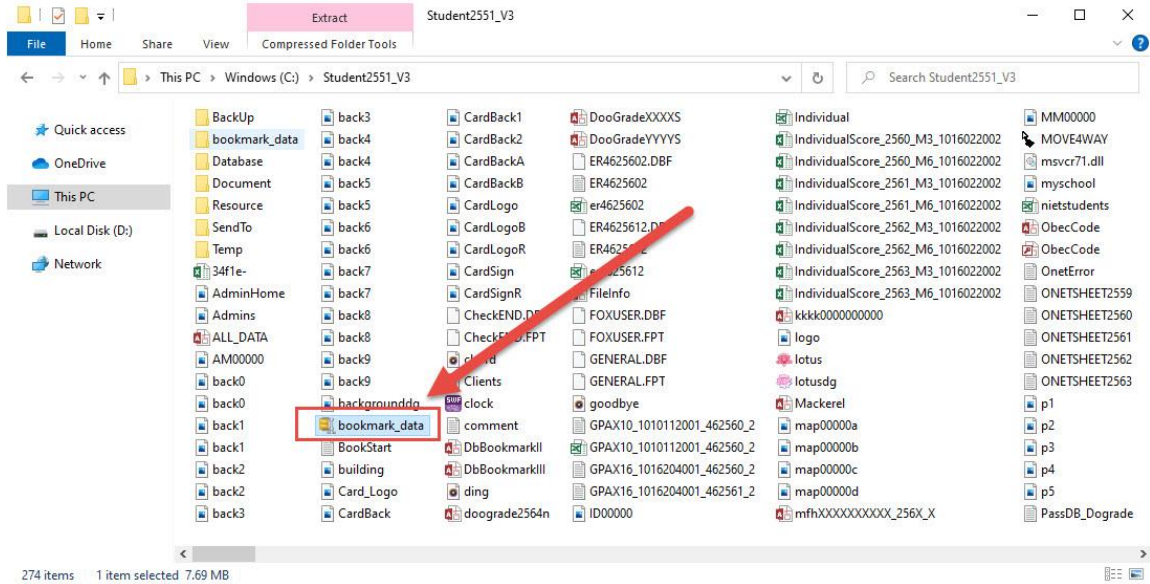 Extract
Student2551_V3
File
Home
Share
View
Compressed Folder Tools
This PC
Windows (C:)
Student2551_V3
Search Student2551_V3
Quick access
OneDrive
This PC
Local Disk (D:)
Network
BackUp
bookmark_data
Database
Document
Resource
SendTo
Temp
34f1e-
AdminHome
Admins
ALL_DATA
AM00000
back0
back0
back1
back1
back2
back2
back3
back3
back4
back4
back5
back5
back6
back6
back7
back7
back8
back8
back9
back9
backgrounddg
bookmark_data
BookStart
building
Card_Logo
CardBack
CardBack1
CardBack2
CardBackA
CardBackB
CardLogo
CardLogoB
CardLogoR
CardSign
CardSignR
Clients
clock
comment
DbBookmarkII
DbBookmarkIII
ding
doograde2564n
DooGradeXXXXS
DooGradeYYYYS
ER4625602.DBF
ER4625602
er4625602
FileInfo
FOXUSER.DBF
FOXUSER.FPT
GENERAL.DBF
GENERAL.FPT
goodbye
GPAX10_1010112001_462560_2
GPAX10_1010112001_462560_2
GPAX16_1016204001_462560_2
GPAX16_1016204001_462561_2
ID00000
Individual
IndividualScore_2560_M3_1016022002
IndividualScore_2560_M6_1016022002
IndividualScore_2561_M3_1016022002
IndividualScore_2561_M6_1016022002
IndividualScore_2562_M3_1016022002
IndividualScore_2562_M6_1016022002
IndividualScore_2563_M3_1016022002
IndividualScore_2563_M6_1016022002
kkkk0000000000
logo
lotus
lotusdg
Mackerel
map00000a
map00000b
map00000c
map00000d
mfhXXXXXXXXXX_256X_X
MM00000
MOVE4WAY
msvcr71.dll
myschool
nietstudents
ObecCode
ObecCode
OnetError
ONETSHEET2559
ONETSHEET2560
ONETSHEET2561
ONETSHEET2562
ONETSHEET2563
p1
p2
p3
p4
p5
PassDB_Dograde
274 items
1 item selected 7.69 MB